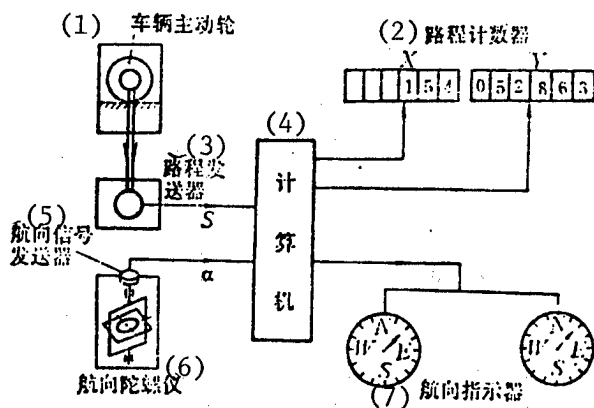 (1) 车辆主动轮
(2) 路程计数器
X Y
1 5 4 0 5 2 8 6 3
(3)
路程发
送器
(4)
计
算
机
S
(5)
航向信号
发送器
α
(6)
航向陀螺仪
N
W E
S
N
W E
S
(7) 航向指示器